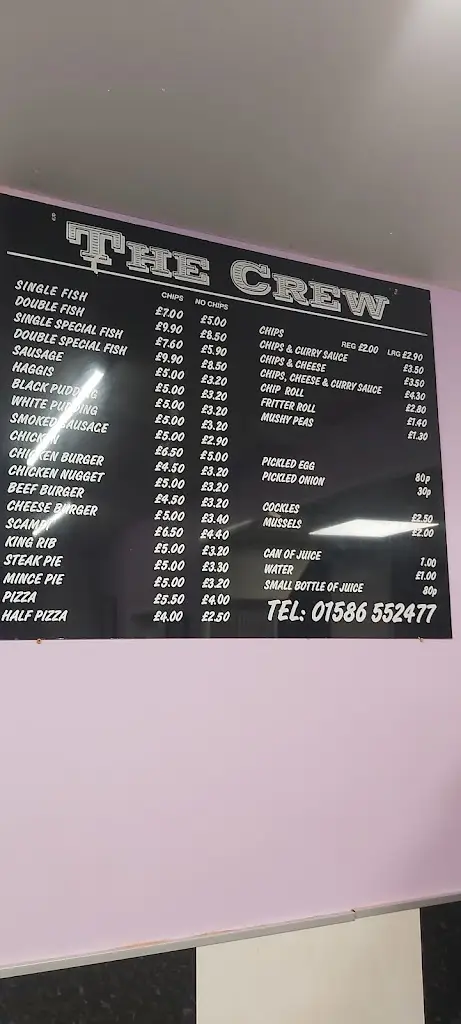 THE CREW
CHIPS NO CHIPS
SINGLE FISH £7.00 £5.00
DOUBLE FISH £9.90 £8.50
SINGLE SPECIAL FISH £7.60 £5.90
DOUBLE SPECIAL FISH £9.90 £8.50
SAUSAGE £5.00 £3.20
HAGGIS £5.00 £3.20
BLACK PUDDING £5.00 £3.20
WHITE PUDDING £5.00 £3.20
SMOKED SAUSAGE £5.00 £2.90
CHICKEN £6.50 £5.00
CHICKEN BURGER £4.50 £3.20
CHICKEN NUGGET £5.00 £3.20
BEEF BURGER £4.50 £3.20
CHEESE BURGER £5.00 £3.40
SCAMPI £6.50 £4.40
KING RIB £5.00 £3.20
STEAK PIE £5.00 £3.30
MINCE PIE £5.00 £3.20
PIZZA £5.50 £4.00
HALF PIZZA £4.00 £2.50
CHIPS REG £2.00 LRG £2.90
CHIPS & CURRY SAUCE £3.50
CHIPS & CHEESE £3.50
CHIPS, CHEESE & CURRY SAUCE £4.30
CHIP ROLL £2.80
FRITTER ROLL £1.40
MUSHY PEAS £1.30
PICKLED EGG 80p
PICKLED ONION 30p
COCKLES £2.50
MUSSELS £2.00
CAN OF JUICE 1.00
WATER £1.00
SMALL BOTTLE OF JUICE 80p
TEL: 01586 552477